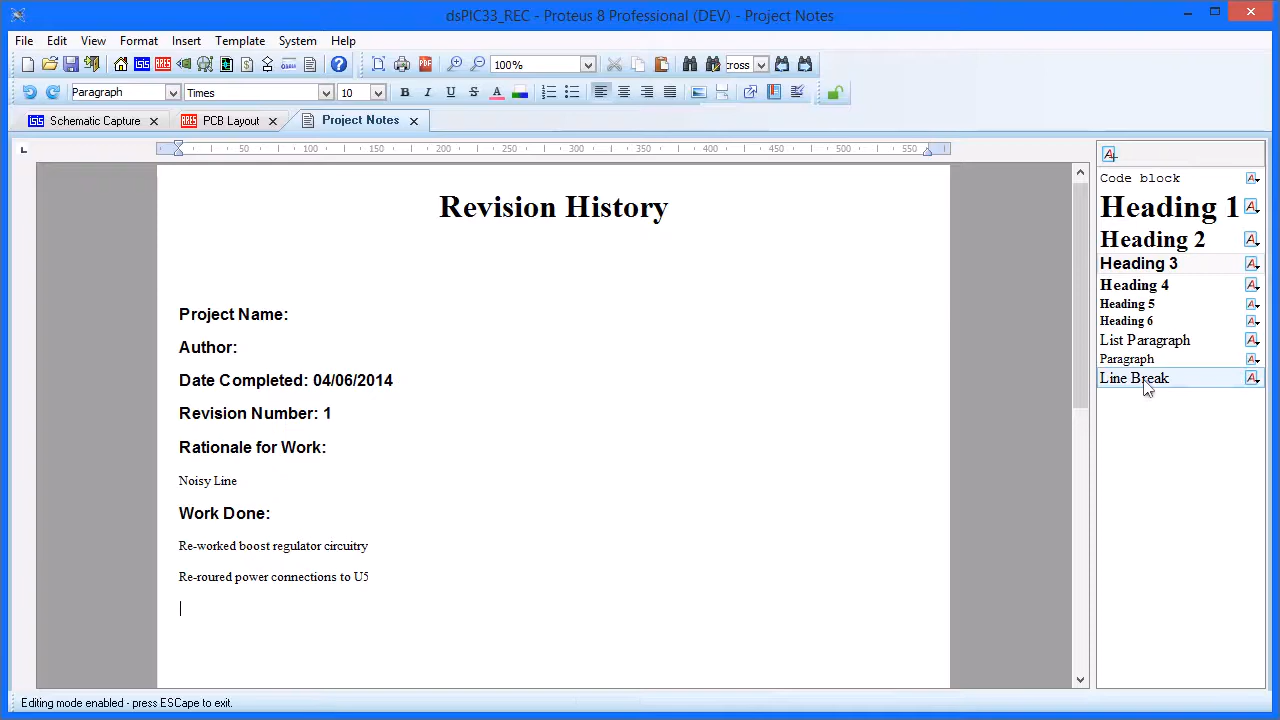 dsPIC33_REC - Proteus 8 Professional (DEV) - Project Notes
File Edit View Format Insert Template System Help
100%
cross
Paragraph Times 10 B I U S A
Schematic Capture PCB Layout Project Notes
50 100 150 200 250 300 350 400 450 500 550
Revision History
Project Name:
Author:
Date Completed: 04/06/2014
Revision Number: 1
Rationale for Work:
Noisy Line
Work Done:
Re-worked boost regulator circuitry
Re-roured power connections to U5
Code block
Heading 1
Heading 2
Heading 3
Heading 4
Heading 5
Heading 6
List Paragraph
Paragraph
Line Break
Editing mode enabled - press ESCape to exit.